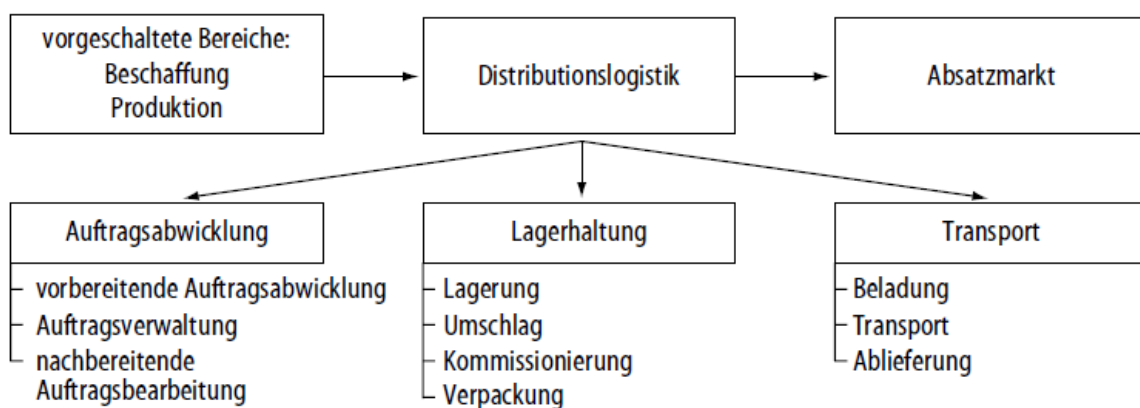 vorgeschaltete Bereiche:
Beschaffung
Produktion
Distributionslogistik
Absatzmarkt
Auftragsabwicklung
vorbereitende Auftragsabwicklung
Auftragsverwaltung
nachbereitende
Auftragsbearbeitung
Lagerhaltung
Lagerung
Umschlag
Kommissionierung
Verpackung
Transport
Beladung
Transport
Ablieferung